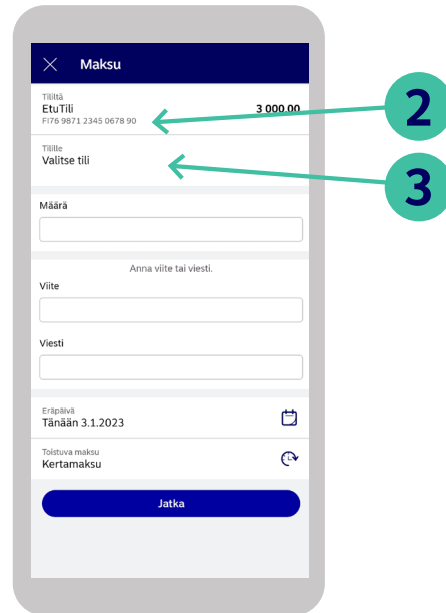 Maksu
Tililtä
EtuTili 3 000.00
FI76 9871 2345 0678 90
2
Tilille
Valitse tili
3
Määrä
Anna viite tai viesti.
Viite
Viesti
Eräpäivä
Tänään 3.1.2023
Toistuva maksu
Kertamaksu
Jatka